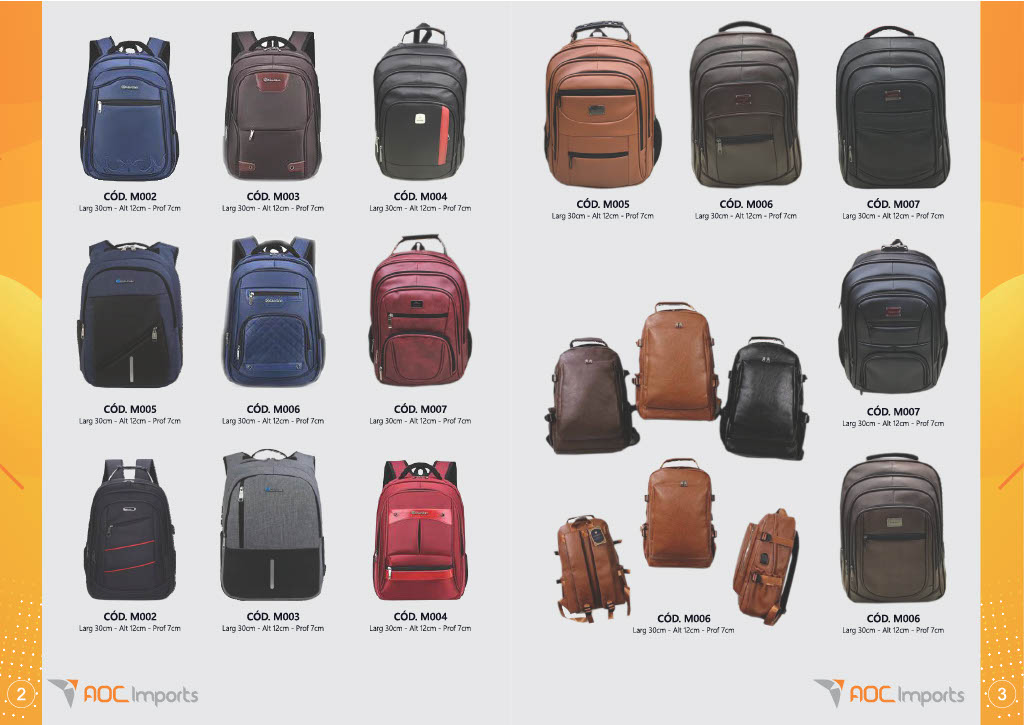 CÓD. M002
Larg 30cm - Alt 12cm - Prof 7cm
CÓD. M003
Larg 30cm - Alt 12cm - Prof 7cm
CÓD. M004
Larg 30cm - Alt 12cm - Prof 7cm
CÓD. M005
Larg 30cm - Alt 12cm - Prof 7cm
CÓD. M006
Larg 30cm - Alt 12cm - Prof 7cm
CÓD. M007
Larg 30cm - Alt 12cm - Prof 7cm
CÓD. M002
Larg 30cm - Alt 12cm - Prof 7cm
CÓD. M003
Larg 30cm - Alt 12cm - Prof 7cm
CÓD. M004
Larg 30cm - Alt 12cm - Prof 7cm
2
AOC Imports
CÓD. M005
Larg 30cm - Alt 12cm - Prof 7cm
CÓD. M006
Larg 30cm - Alt 12cm - Prof 7cm
CÓD. M007
Larg 30cm - Alt 12cm - Prof 7cm
CÓD. M007
Larg 30cm - Alt 12cm - Prof 7cm
CÓD. M006
Larg 30cm - Alt 12cm - Prof 7cm
CÓD. M006
Larg 30cm - Alt 12cm - Prof 7cm
AOC Imports
3